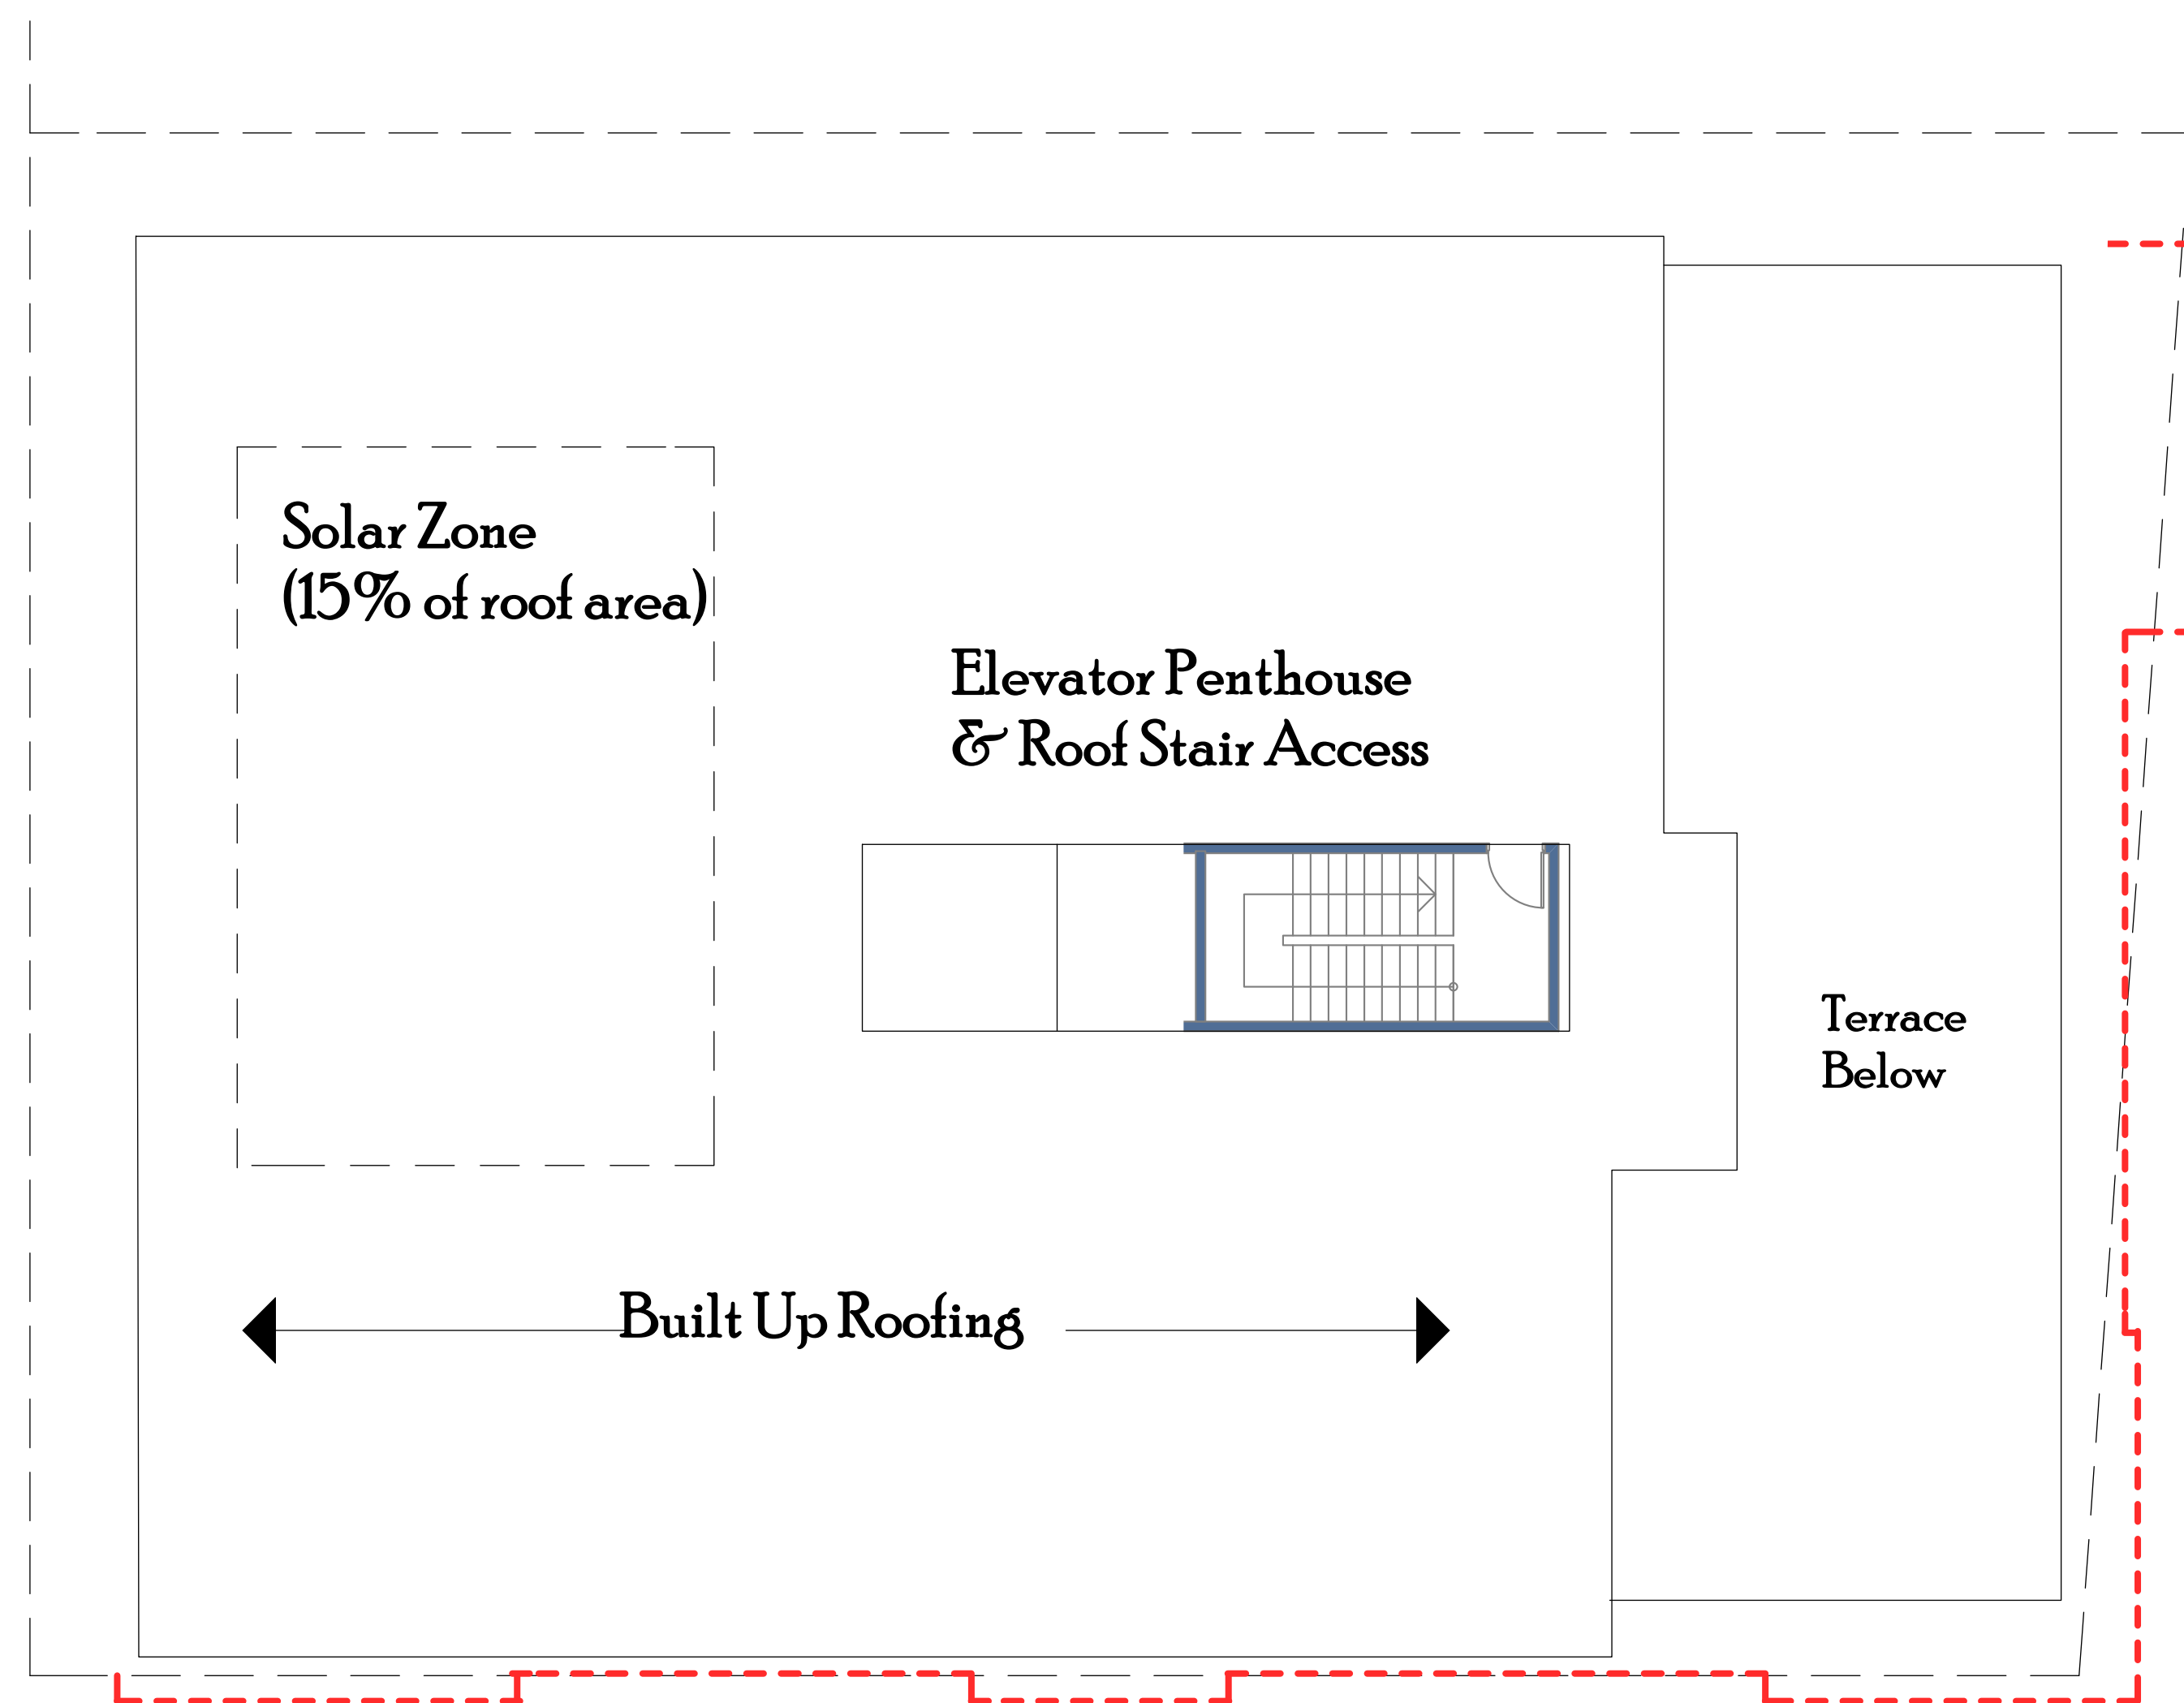 Solar Zone
(15% of roof area)
Elevator Penthouse
& Roof Stair Access
Terrace
Below
Built Up Roofing